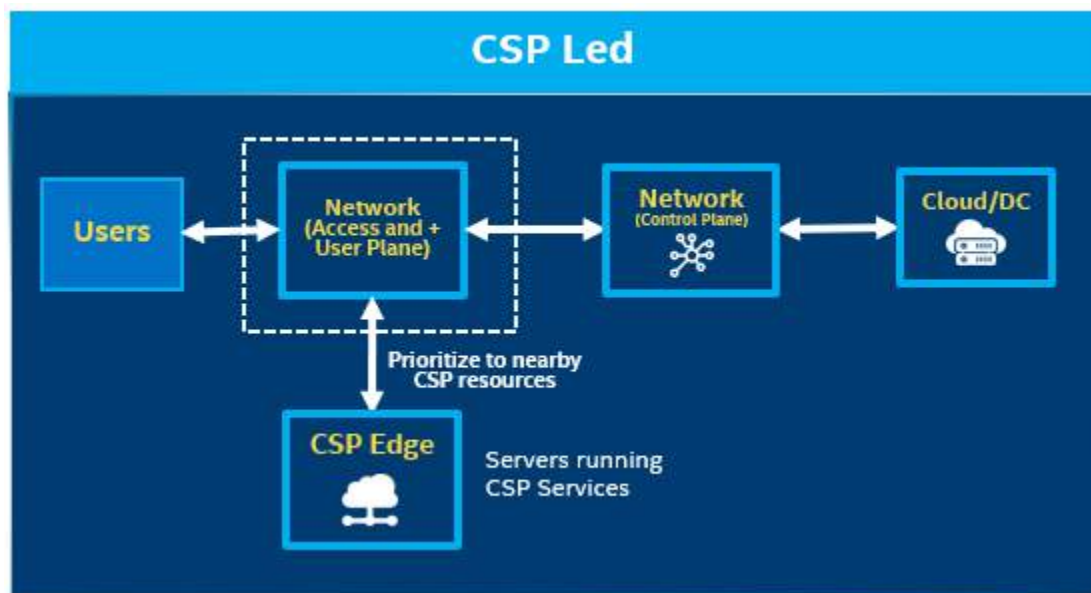 CSP Led
Users
Network
(Access and +
User Plane)
Network
(Control Plane)
Cloud/DC
Prioritize to nearby
CSP resources
CSP Edge
Servers running
CSP Services